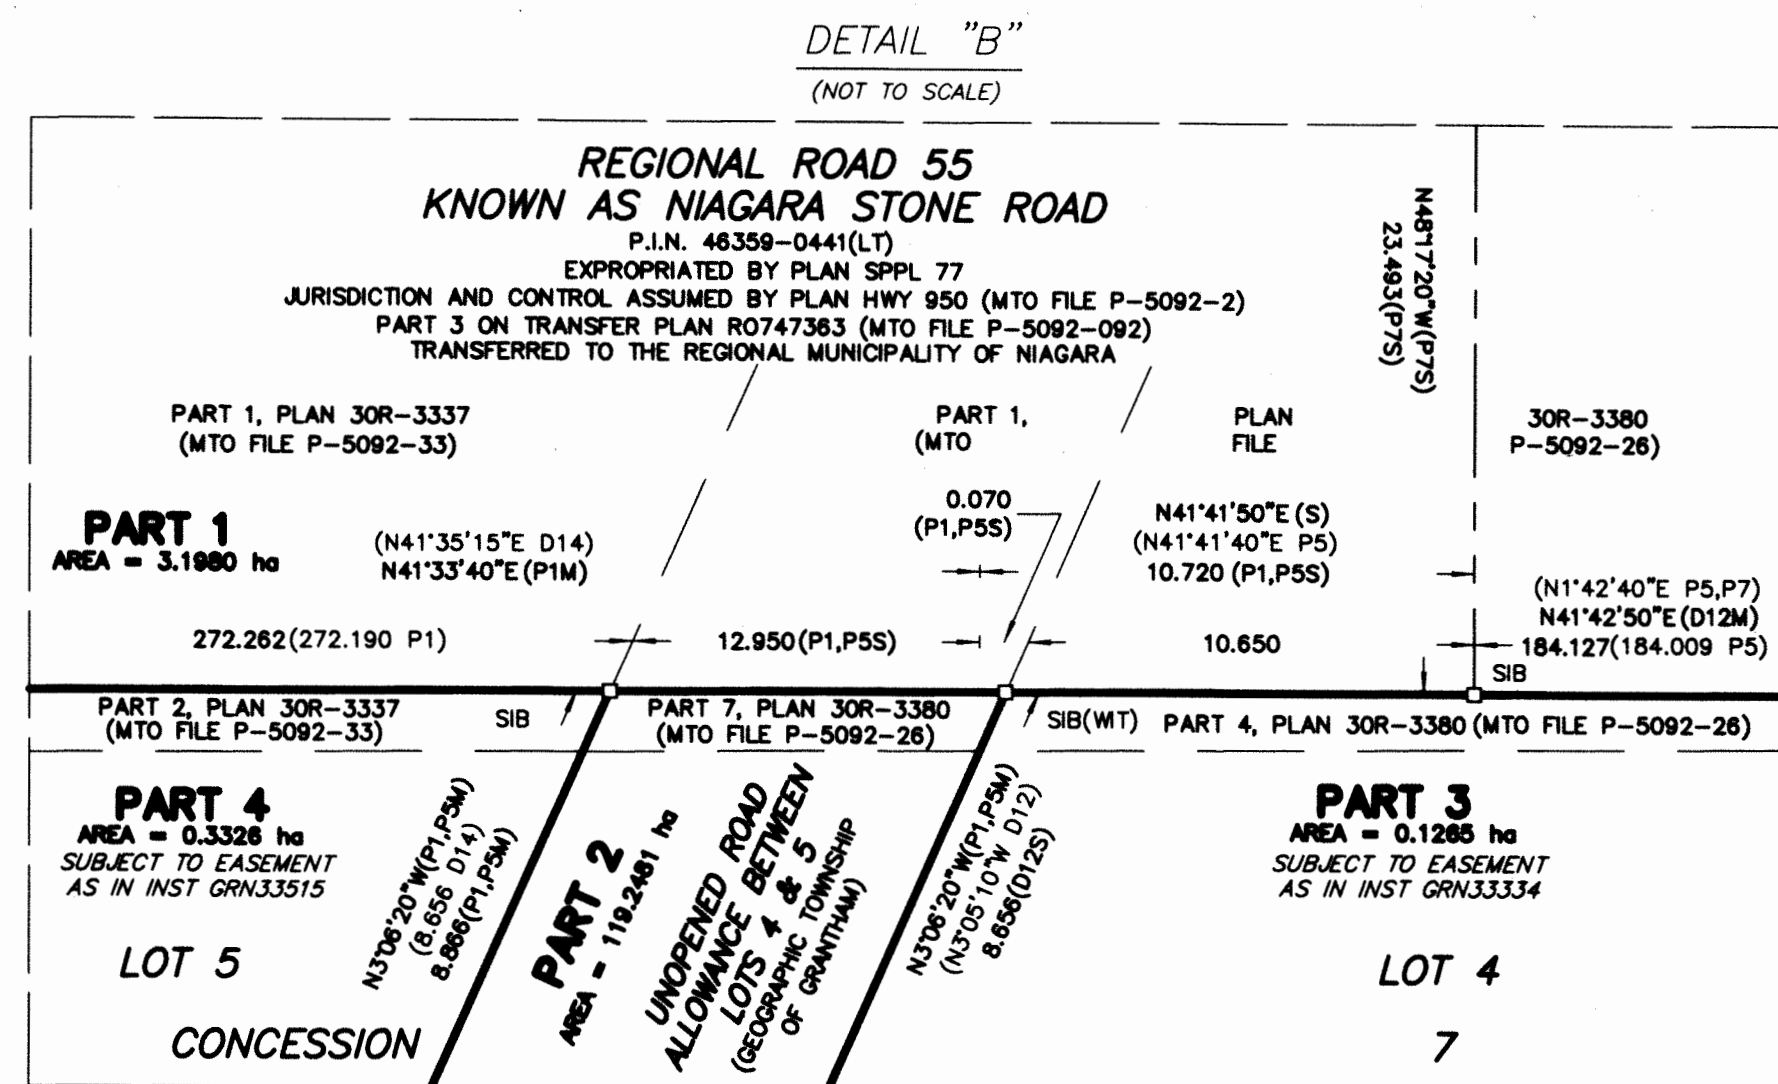 DETAIL "B"
(NOT TO SCALE)
REGIONAL ROAD 55
KNOWN AS NIAGARA STONE ROAD
P.I.N. 46359-0441(LT)
EXPROPRIATED BY PLAN SPPL 77
JURISDICTION AND CONTROL ASSUMED BY PLAN HWY 950 (MTO FILE P-5092-2)
PART 3 ON TRANSFER PLAN RO747363 (MTO FILE P-5092-092)
TRANSFERRED TO THE REGIONAL MUNICIPALITY OF NIAGARA
N48°17'20"W(P7S)
23.493(P7S)
PART 1, PLAN 30R-3337
(MTO FILE P-5092-33)
PART 1, PLAN 30R-3380
(MTO FILE P-5092-26)
PART 1
AREA = 3.1980 ha
(N41°35'15"E D14)
N41°33'40"E(P1M)
272.262(272.190 P1)
0.070
(P1,P5S)
12.950(P1,P5S)
N41°41'50"E(S)
(N41°41'40"E P5)
10.720(P1,P5S)
10.650
(N1°42'40"E P5,P7)
N41°42'50"E(D12M)
184.127(184.009 P5)
SIB
PART 2, PLAN 30R-3337
(MTO FILE P-5092-33)
SIB
PART 7, PLAN 30R-3380
(MTO FILE P-5092-26)
SIB(WIT)
PART 4, PLAN 30R-3380 (MTO FILE P-5092-26)
PART 4
AREA = 0.3326 ha
SUBJECT TO EASEMENT
AS IN INST GRN33515
LOT 5
CONCESSION
N3°06'20"W(P1,P5M)
(8.656 D14)
8.866(P1,P5M)
PART 2
AREA = 119.2481 ha
UNOPENED ROAD
ALLOWANCE BETWEEN
LOTS 4 & 5
(GEOGRAPHIC TOWNSHIP
OF GRANTHAM)
N3°06'20"W(P1,P5M)
(N3°05'10"W D12)
8.656(D12S)
PART 3
AREA = 0.1265 ha
SUBJECT TO EASEMENT
AS IN INST GRN33334
LOT 4
7